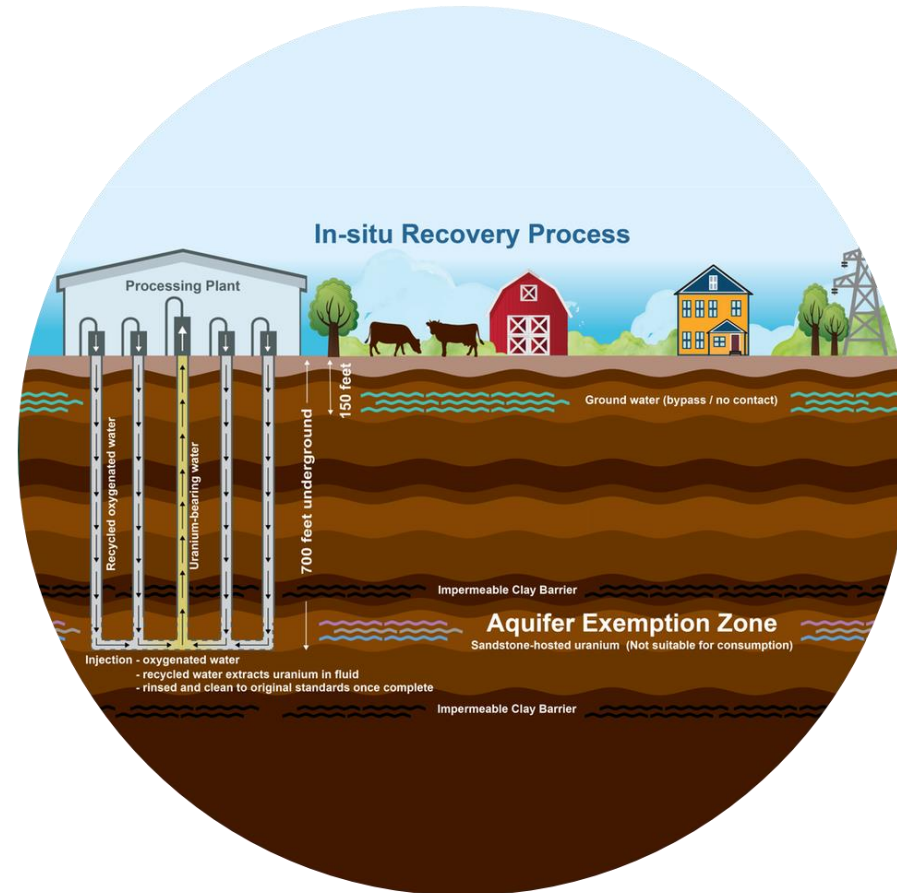 In-situ Recovery Process
Processing Plant
150 feet
Ground water (bypass / no contact)
Recycled oxygenated water
Uranium-bearing water
700 feet underground
Impermeable Clay Barrier
Aquifer Exemption Zone
Sandstone-hosted uranium (Not suitable for consumption)
Injection - oxygenated water
- recycled water extracts uranium in fluid
- rinsed and clean to original standards once complete
Impermeable Clay Barrier